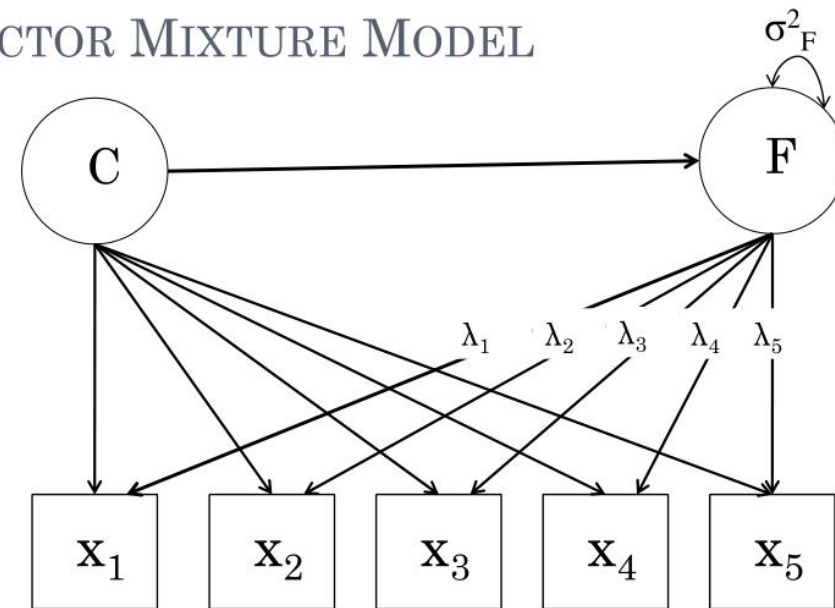 CTOR MIXTURE MODEL
σ²F
C
F
λ₁ λ₂ λ₃ λ₄ λ₅
x₁ x₂ x₃ x₄ x₅